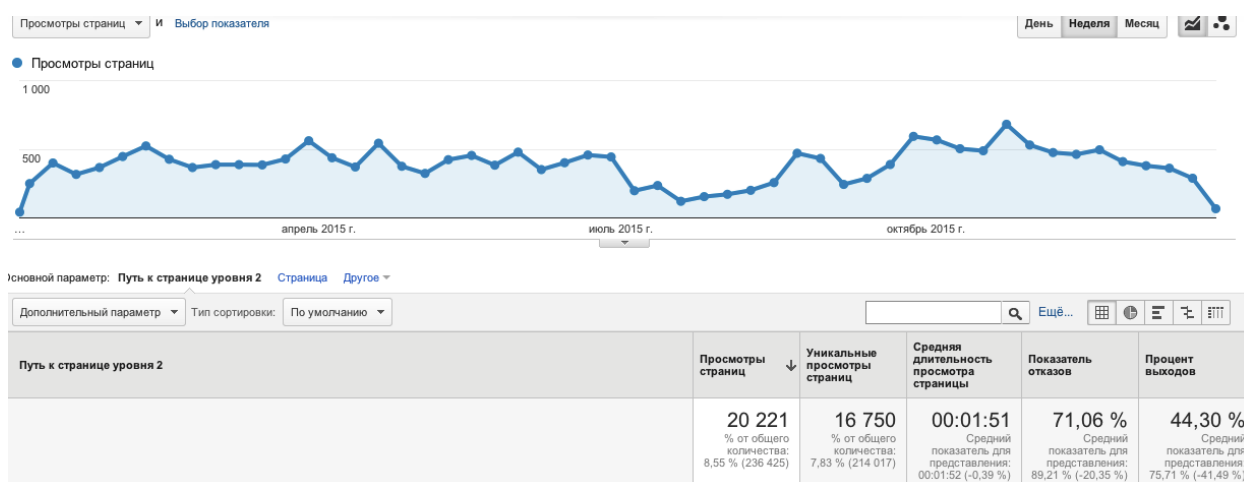 Просмотры страниц И Выбор показателя День Неделя Месяц
Просмотры страниц
1 000
500
... апрель 2015 г. июль 2015 г. октябрь 2015 г.
Основной параметр: Путь к странице уровня 2 Страница Другое
Дополнительный параметр Тип сортировки: По умолчанию Ещё...
Путь к странице уровня 2
Просмотры
страниц
Уникальные
просмотры
страниц
Средняя
длительность
просмотра
страницы
Показатель
отказов
Процент
выходов
20 221
% от общего
количества:
8,55 % (236 425)
16 750
% от общего
количества:
7,83 % (214 017)
00:01:51
Средний
показатель для
представления:
00:01:52 (-0,39 %)
71,06 %
Средний
показатель для
представления:
89,21 % (-20,35 %)
44,30 %
Средний
показатель для
представления:
75,71 % (-41,49 %)